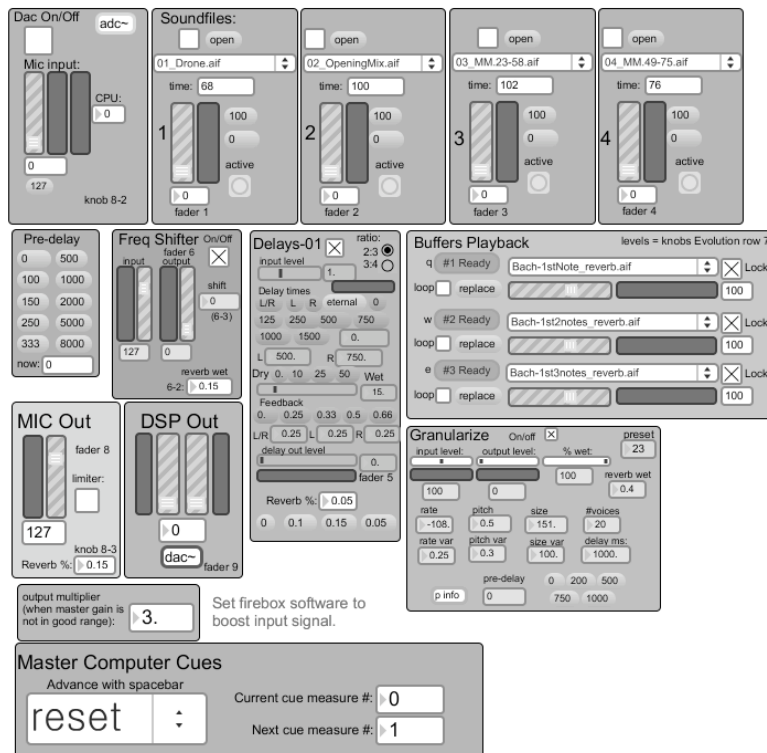 Dac On/Off
adc~
Mic input:
CPU:
0
0
127
knob 8-2
Soundfiles:
open
01_Drone.aif
time: 68
1
100
0
active
0
fader 1
open
02_OpeningMix.aif
time: 100
2
100
0
active
0
fader 2
open
03_MM.23-58.aif
time: 102
3
100
0
active
0
fader 3
open
04_MM.49-75.aif
time: 76
4
100
0
active
0
fader 4
Pre-delay
0 500
100 1000
150 2000
250 5000
333 8000
now: 0
Freq Shifter On/Off
fader 6
input output
shift
0
(6-3)
127 0
reverb wet
6-2: 0.15
Delays-01
ratio:
2:3
3:4
input level
1.
Delay times
L/R L R eternal 0
125 250 500 750
1000 1500 0.
L 500. R 750.
Dry 0. 10 25 50 Wet
15.
Feedback
0. 0.25 0.33 0.5 0.66
L/R 0.25 L 0.25 R 0.25
delay out level
0.
fader 5
Reverb %: 0.05
0 0.1 0.15 0.05
Buffers Playback levels = knobs Evolution row 7
q #1 Ready Bach-1stNote_reverb.aif Lock
loop replace 100
w #2 Ready Bach-1st2notes_reverb.aif Lock
loop replace 100
e #3 Ready Bach-1st3notes_reverb.aif Lock
loop replace 100
MIC Out
fader 8
limiter:
127
knob 8-3
Reverb %: 0.15
DSP Out
0
dac~
fader 9
Granularize On/off preset
23
input level: output level: % wet:
100 reverb wet
100 0 0.4
rate pitch size #voices
-108. 0.5 151. 20
rate var pitch var size var delay ms:
0.25 0.3 100. 1000.
pre-delay 0 200 500
p info 0 750 1000
output multiplier
(when master gain is
not in good range):
3.
Set firebox software to
boost input signal.
Master Computer Cues
Advance with spacebar
reset
Current cue measure #: 0
Next cue measure #: 1